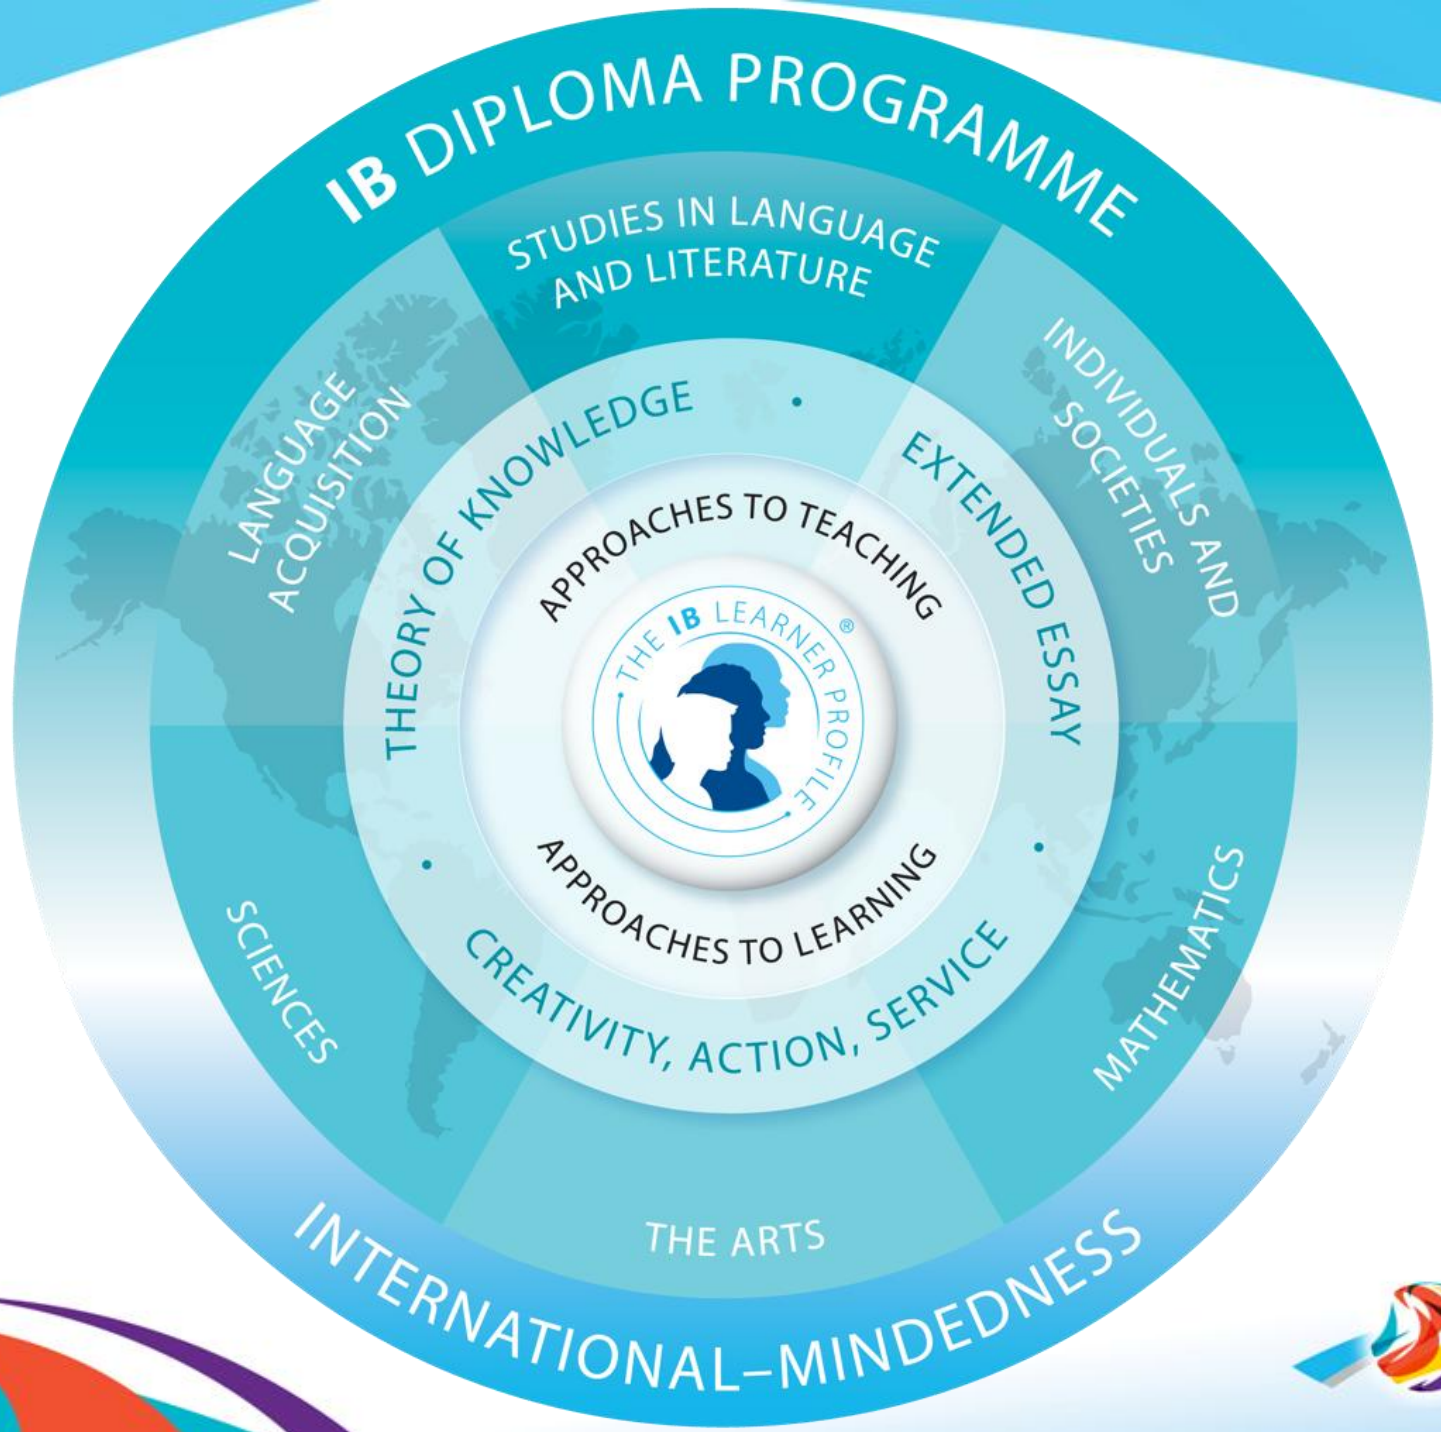 IB DIPLOMA PROGRAMME
STUDIES IN LANGUAGE
AND LITERATURE
LANGUAGE
ACQUISITION
INDIVIDUALS AND
SOCIETIES
THEORY OF KNOWLEDGE
•
EXTENDED ESSAY
APPROACHES TO TEACHING
THE IB LEARNER PROFILE ®
APPROACHES TO LEARNING
•
CREATIVITY, ACTION, SERVICE
•
SCIENCES
MATHEMATICS
THE ARTS
INTERNATIONAL–MINDEDNESS